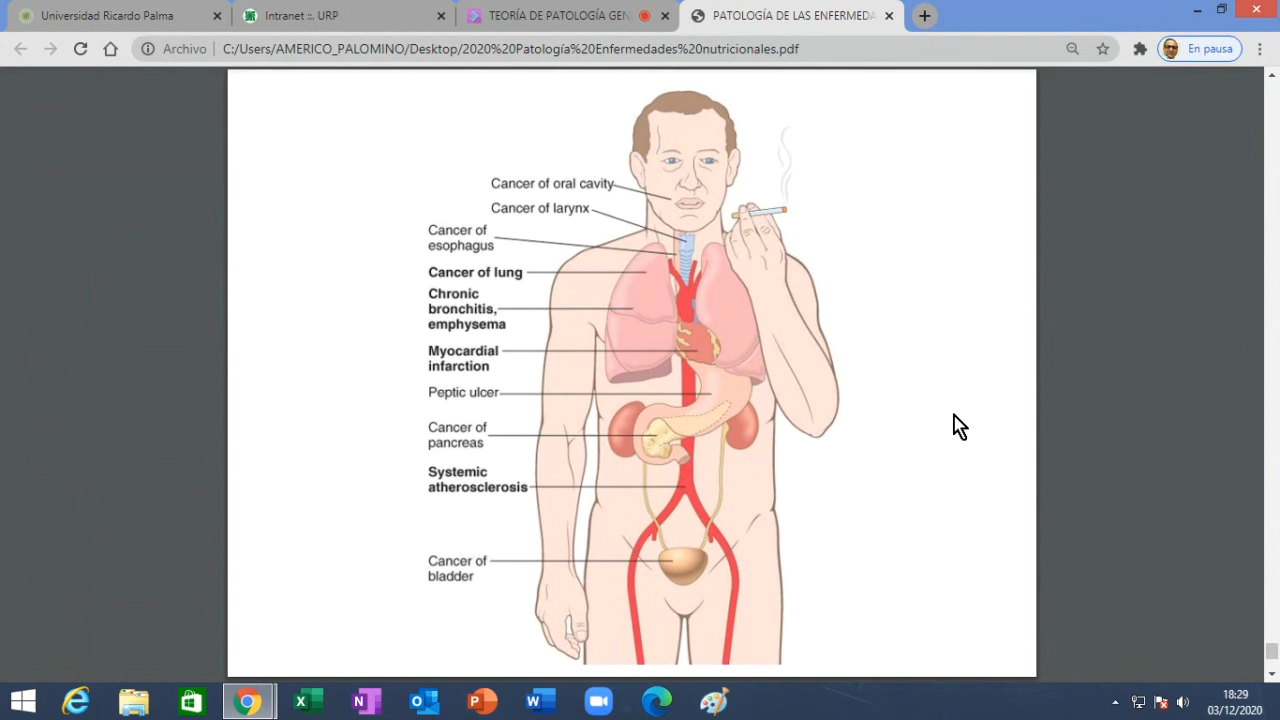 Universidad Ricardo Palma
Intranet ::. URP
TEORÍA DE PATOLOGÍA GEN
PATOLOGÍA DE LAS ENFERMEDA
Archivo
C:/Users/AMERICO_PALOMINO/Desktop/2020%20Patología%20Enfermedades%20nutricionales.pdf
En pausa
Cancer of oral cavity
Cancer of larynx
Cancer of
esophagus
Cancer of lung
Chronic
bronchitis,
emphysema
Myocardial
infarction
Peptic ulcer
Cancer of
pancreas
Systemic
atherosclerosis
Cancer of
bladder
18:29
03/12/2020